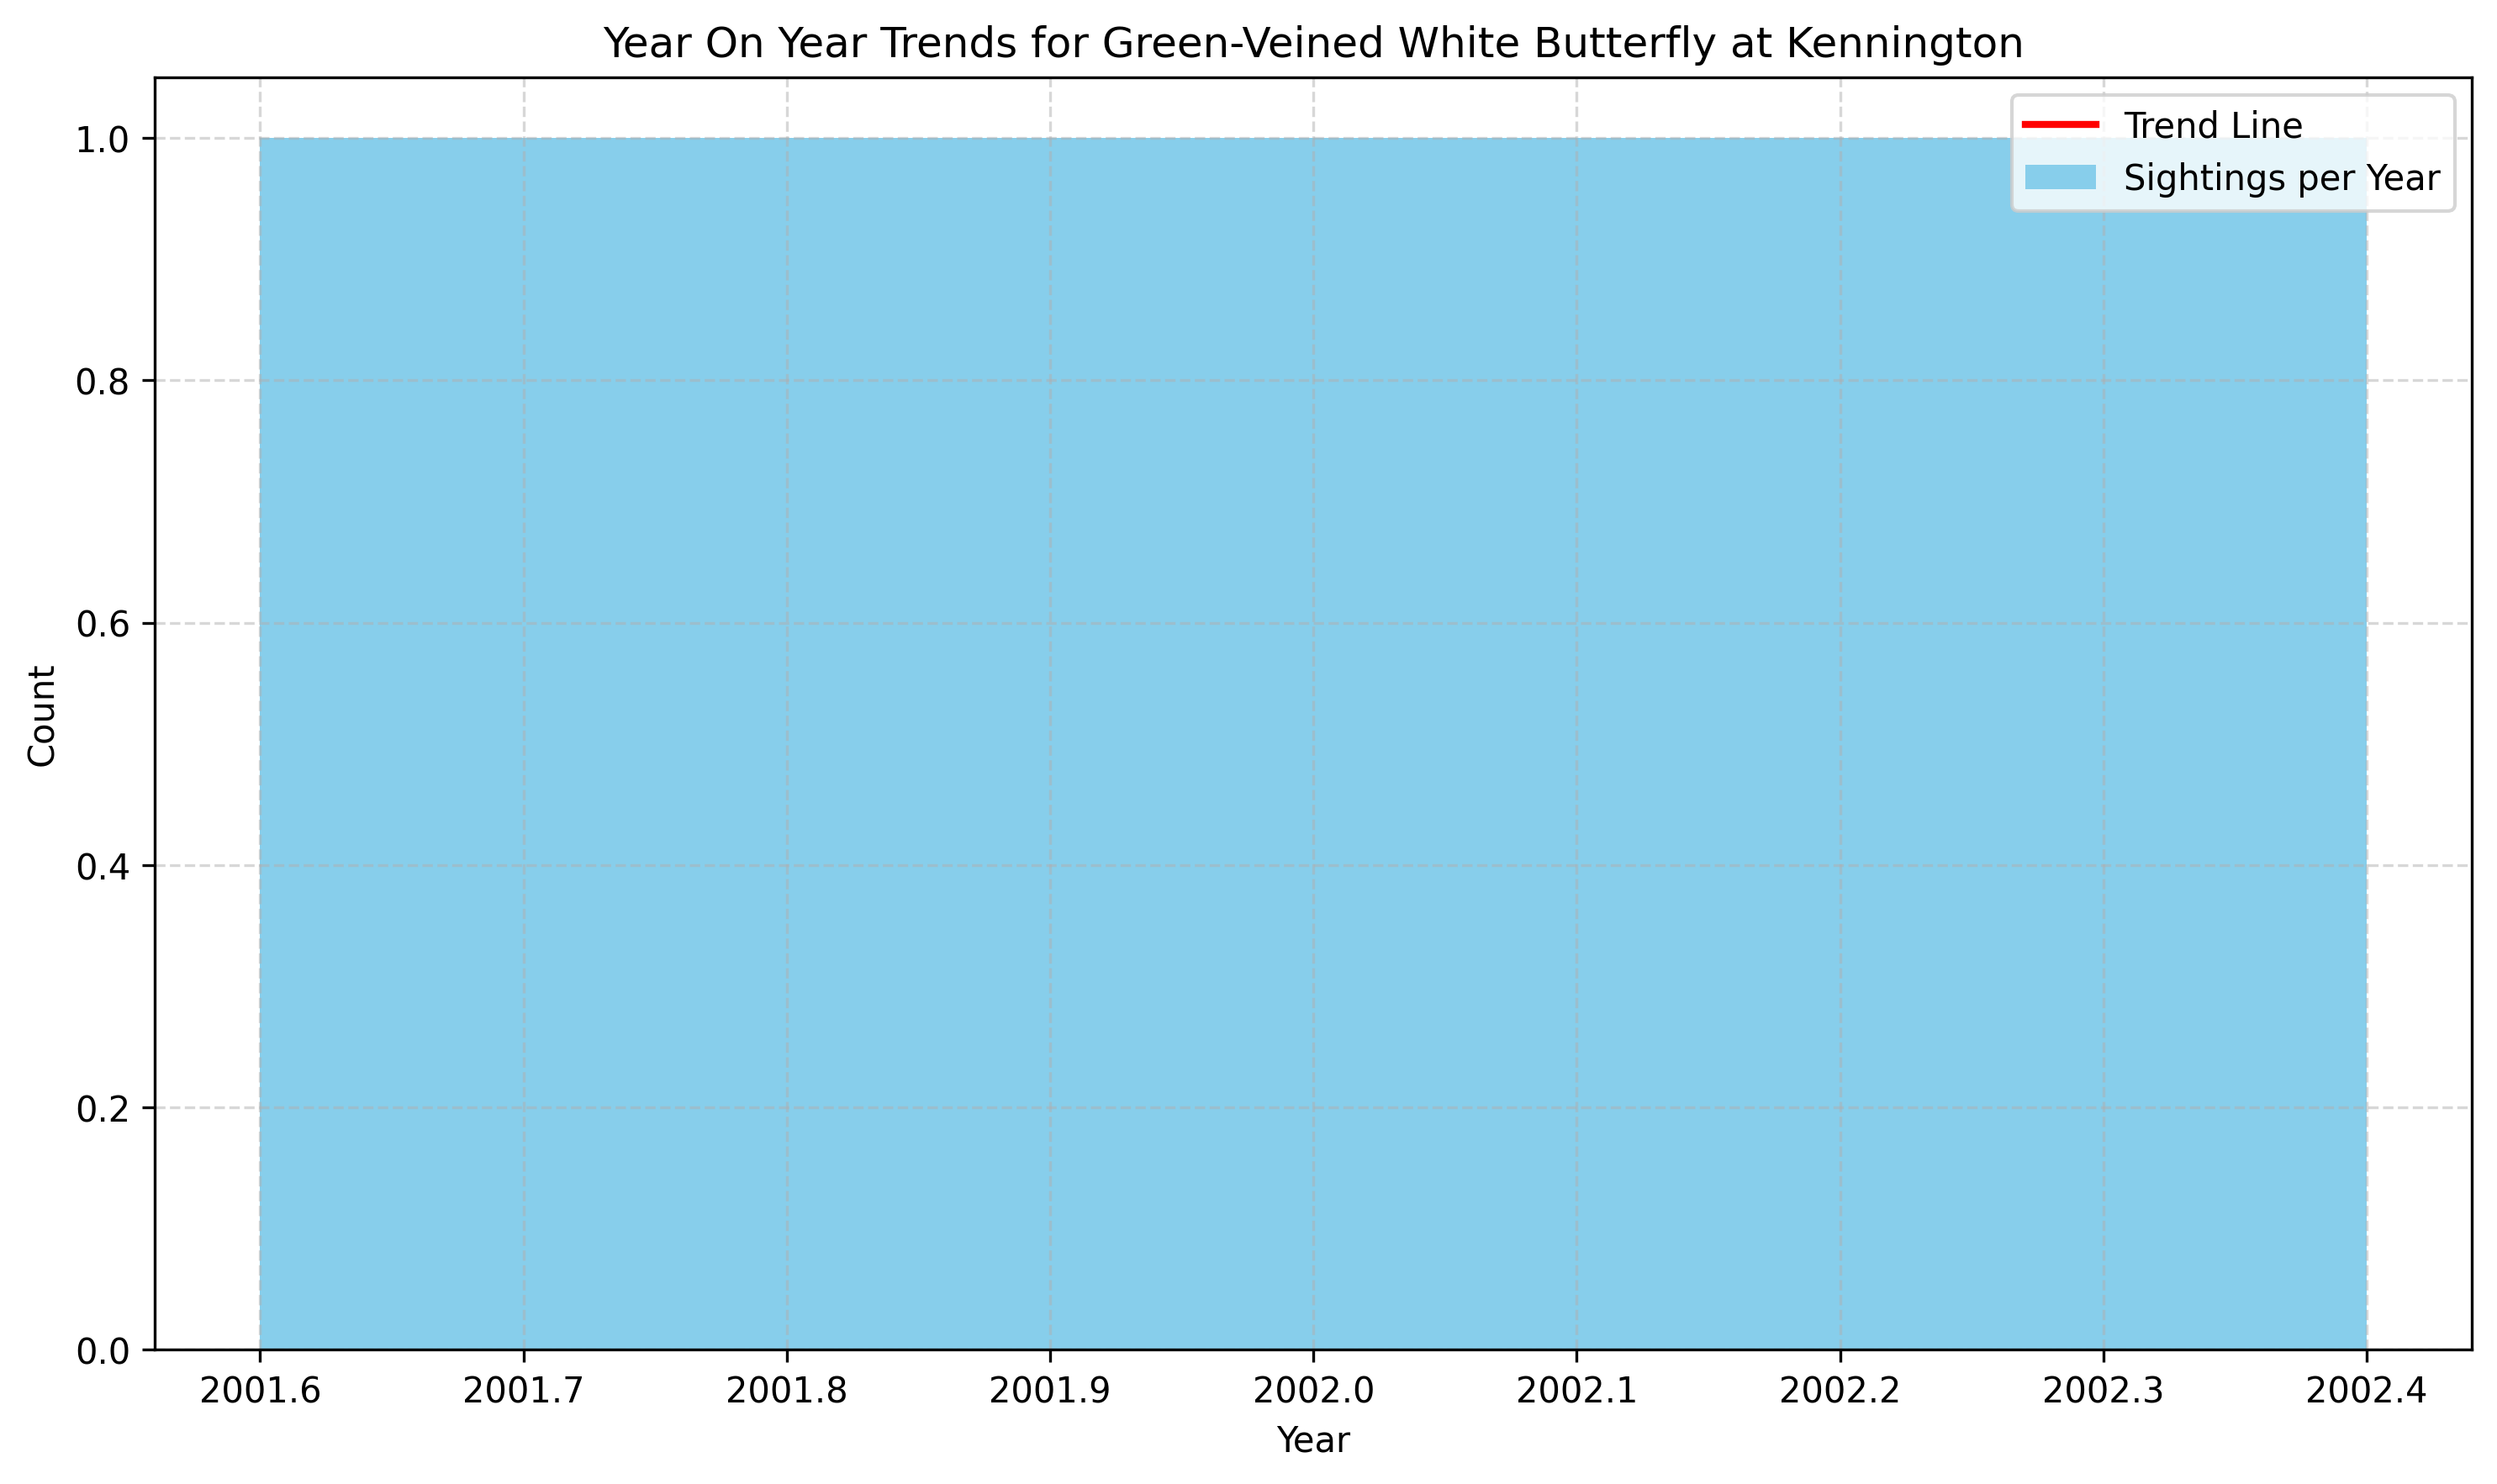 Year On Year Trends for Green-Veined White Butterfly at Kennington
Trend Line
Sightings per Year
1.0
0.8
0.6
0.4
0.2
0.0
Count
2001.6 2001.7 2001.8 2001.9 2002.0 2002.1 2002.2 2002.3 2002.4
Year